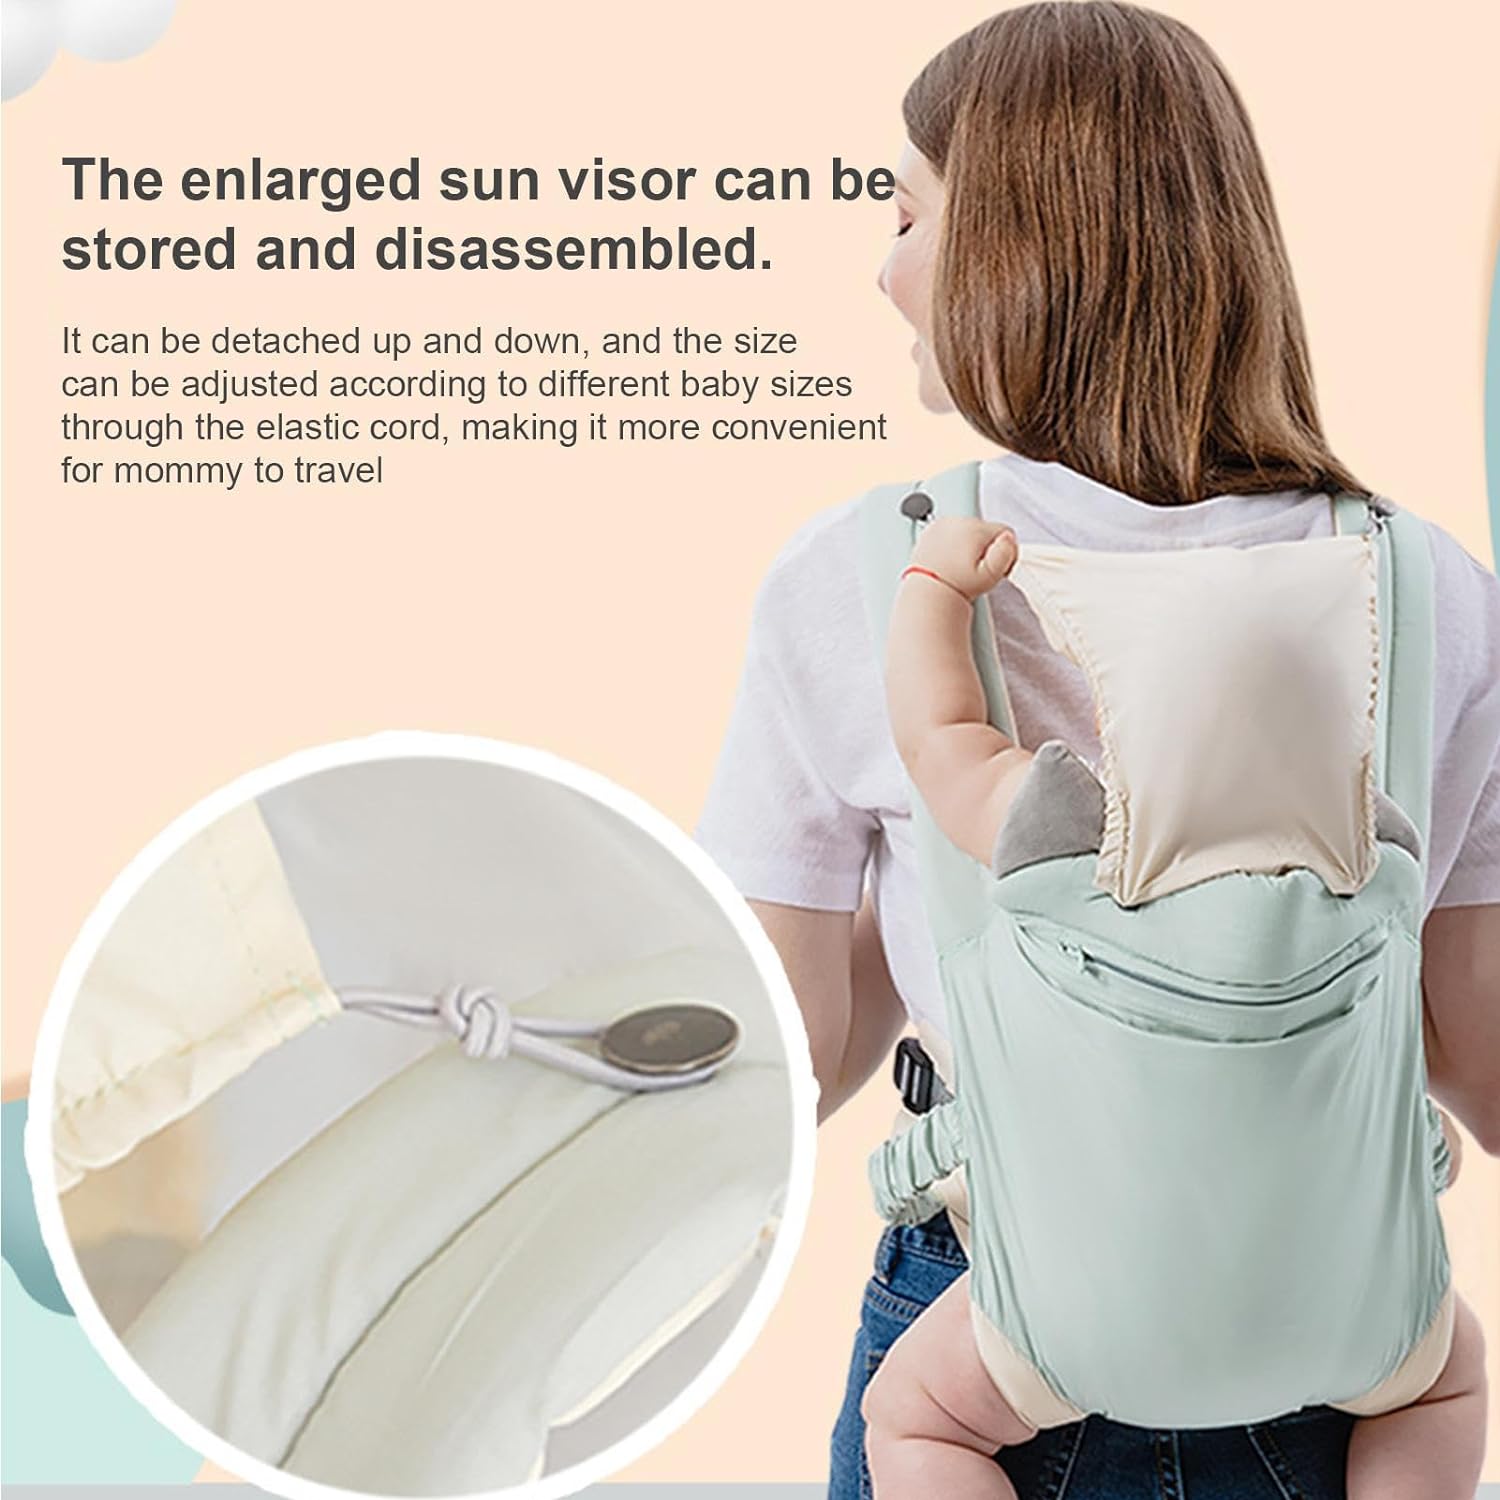 The enlarged sun visor can be
stored and disassembled.
It can be detached up and down, and the size
can be adjusted according to different baby sizes
through the elastic cord, making it more convenient
for mommy to travel